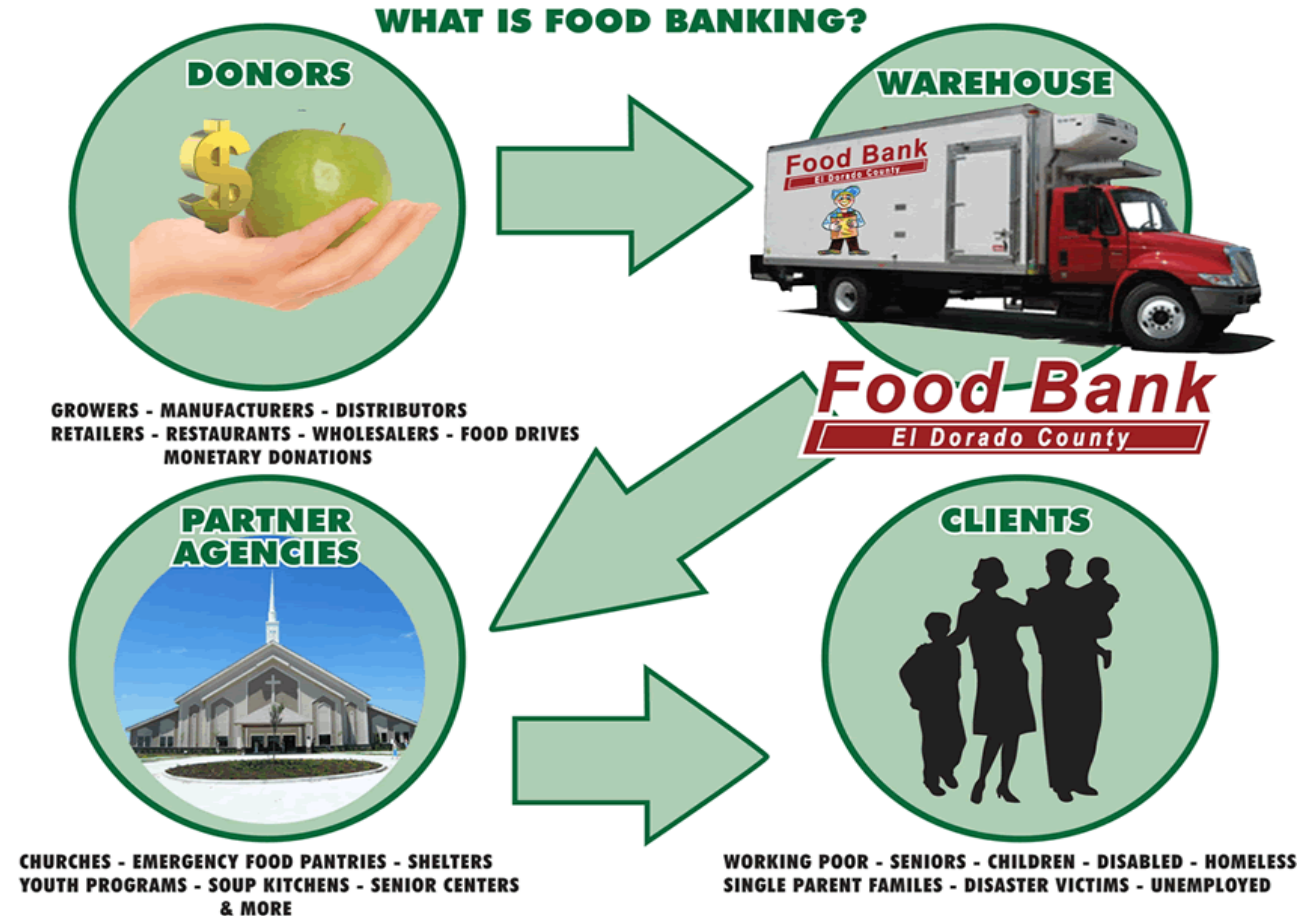 WHAT IS FOOD BANKING?
DONORS
GROWERS - MANUFACTURERS - DISTRIBUTORS
RETAILERS - RESTAURANTS - WHOLESALERS - FOOD DRIVES
MONETARY DONATIONS
WAREHOUSE
Food Bank
El Dorado County
Food Bank
El Dorado County
PARTNER
AGENCIES
CHURCHES - EMERGENCY FOOD PANTRIES - SHELTERS
YOUTH PROGRAMS - SOUP KITCHENS - SENIOR CENTERS
& MORE
CLIENTS
WORKING POOR - SENIORS - CHILDREN - DISABLED - HOMELESS
SINGLE PARENT FAMILES - DISASTER VICTIMS - UNEMPLOYED